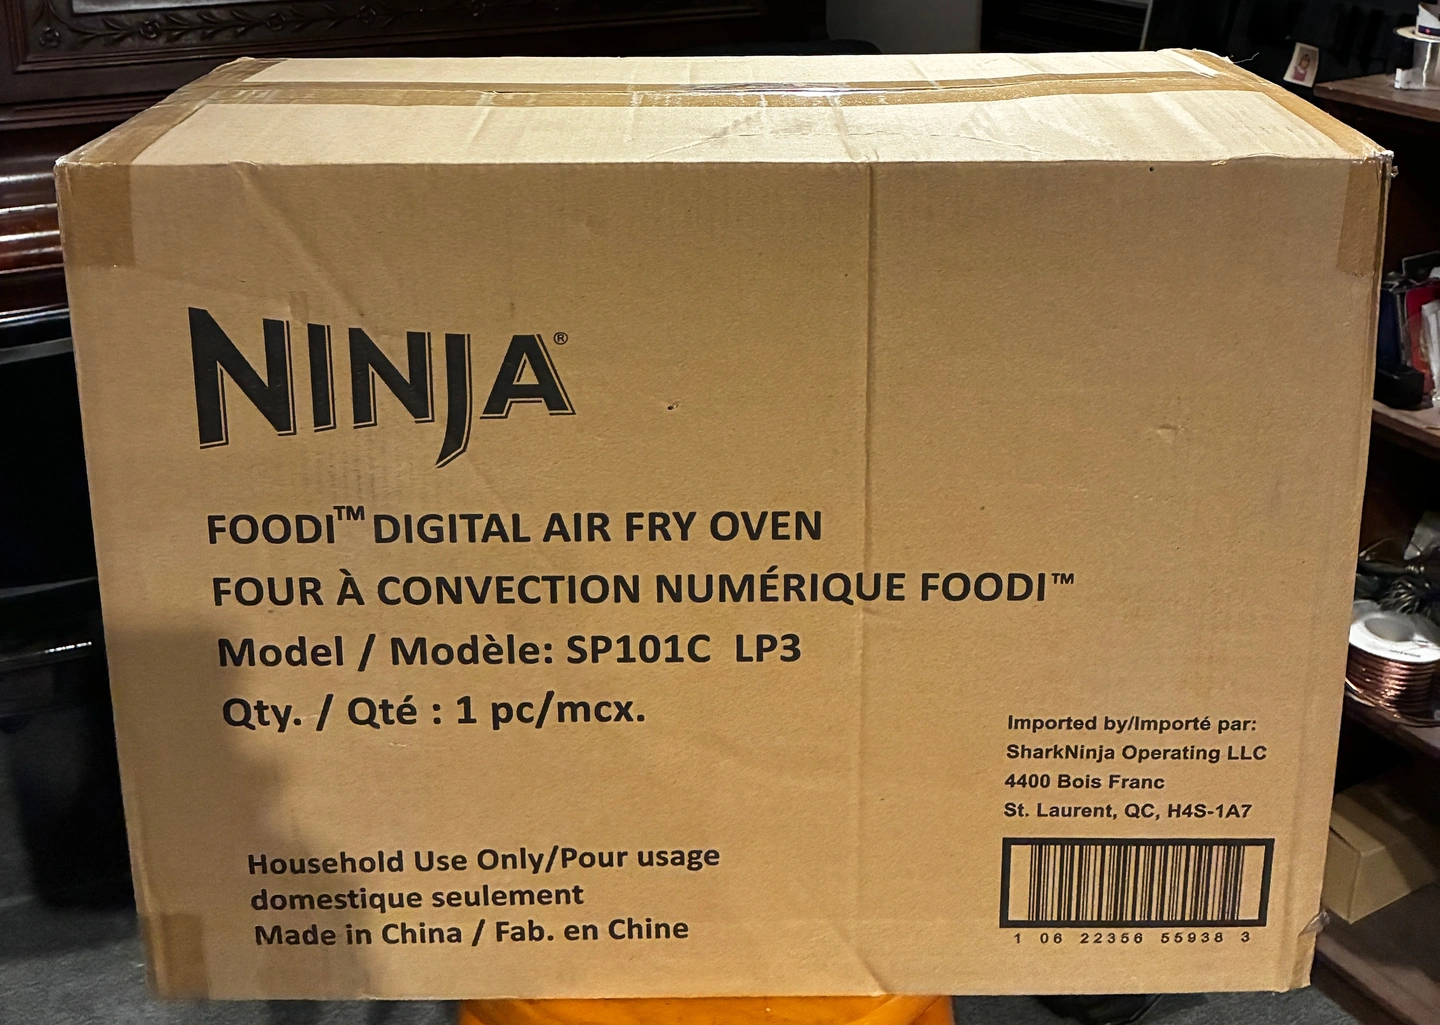 NINJA®
FOODI™ DIGITAL AIR FRY OVEN
FOUR À CONVECTION NUMÉRIQUE FOODI™
Model / Modèle: SP101C LP3
Qty. / Qté : 1 pc/mcx.
Household Use Only/Pour usage
domestique seulement
Made in China / Fab. en Chine
Imported by/Importé par:
SharkNinja Operating LLC
4400 Bois Franc
St. Laurent, QC, H4S-1A7
1 06 22356 55938 3